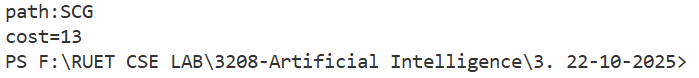 path:SCG
cost=13
PS F:\RUET CSE LAB\3208-Artificial Intelligence\3. 22-10-2025>